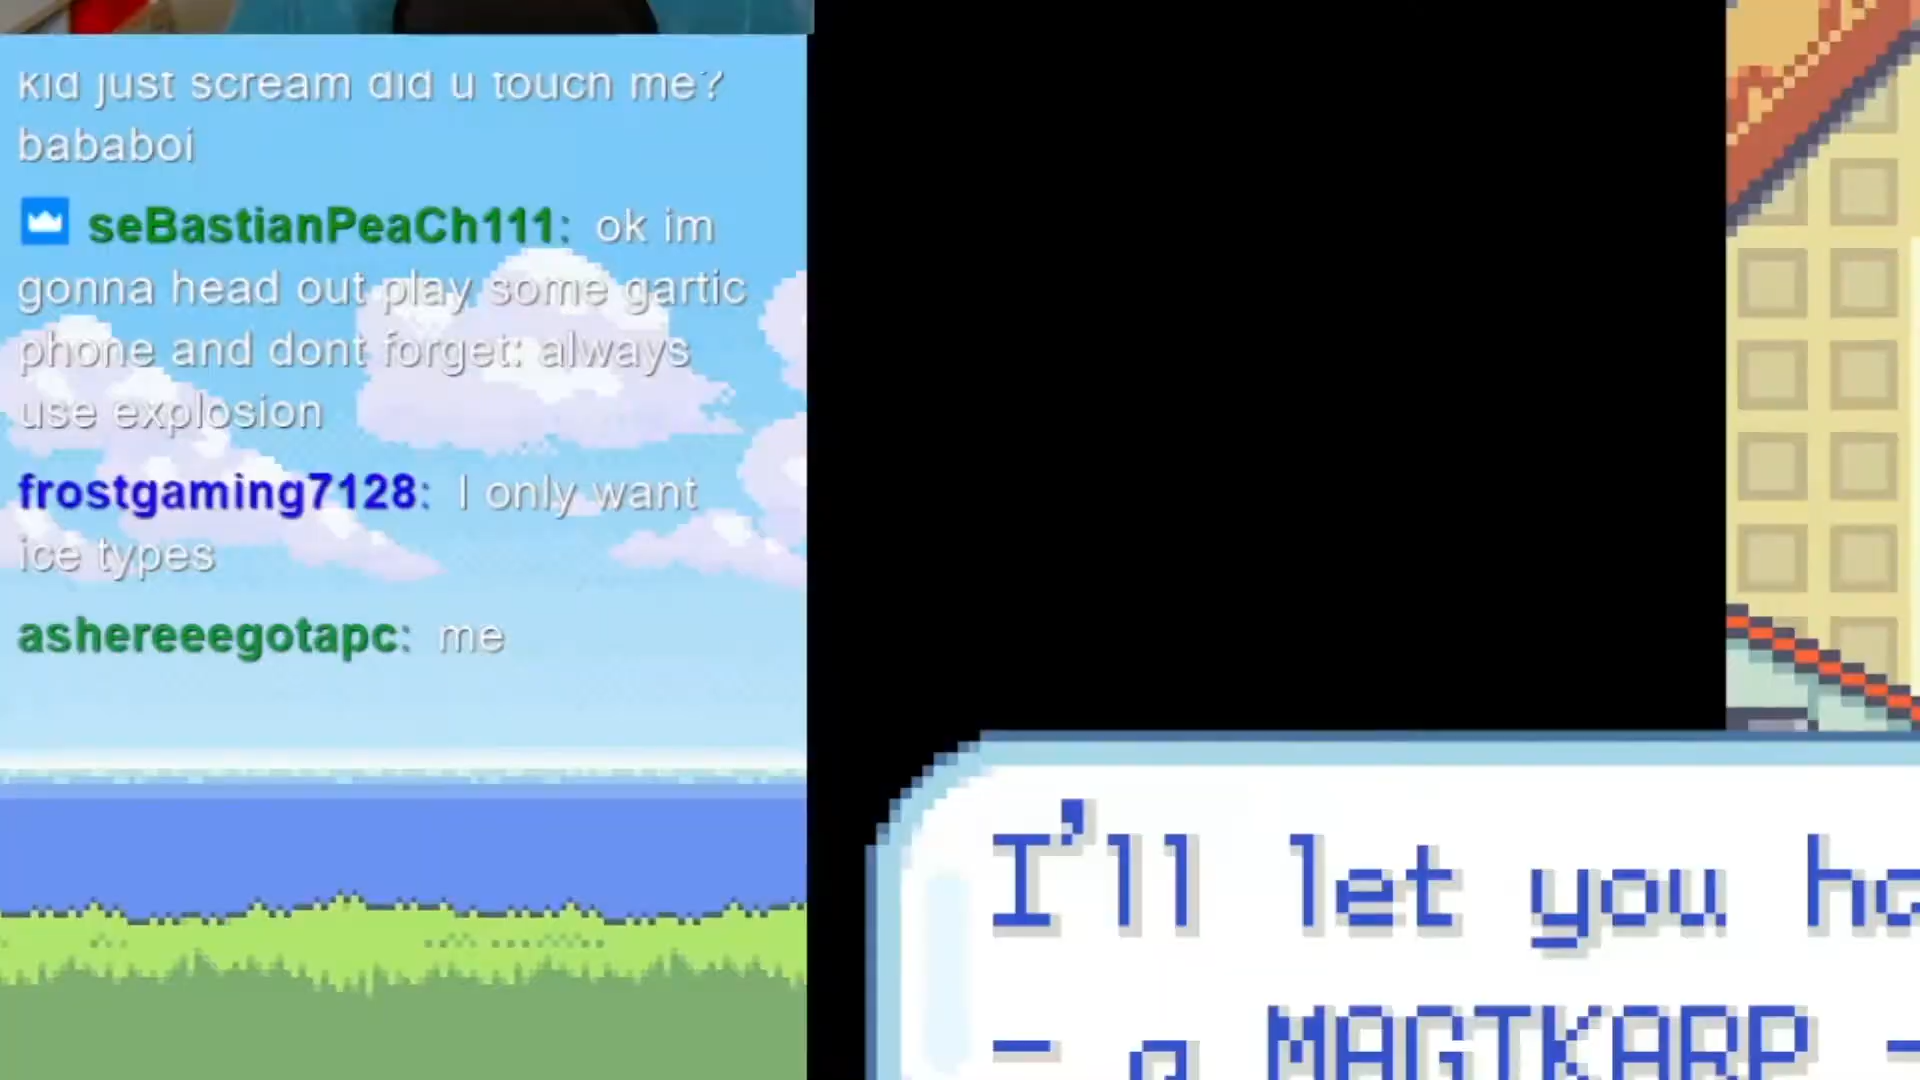 kid just scream did u touch me?
bababoi
seBastianPeaCh111: ok im
gonna head out play some gartic
phone and dont forget: always
use explosion
frostgaming7128: I only want
ice types
ashereeegotapc: me
I'll let you
- a MAGIKARP -